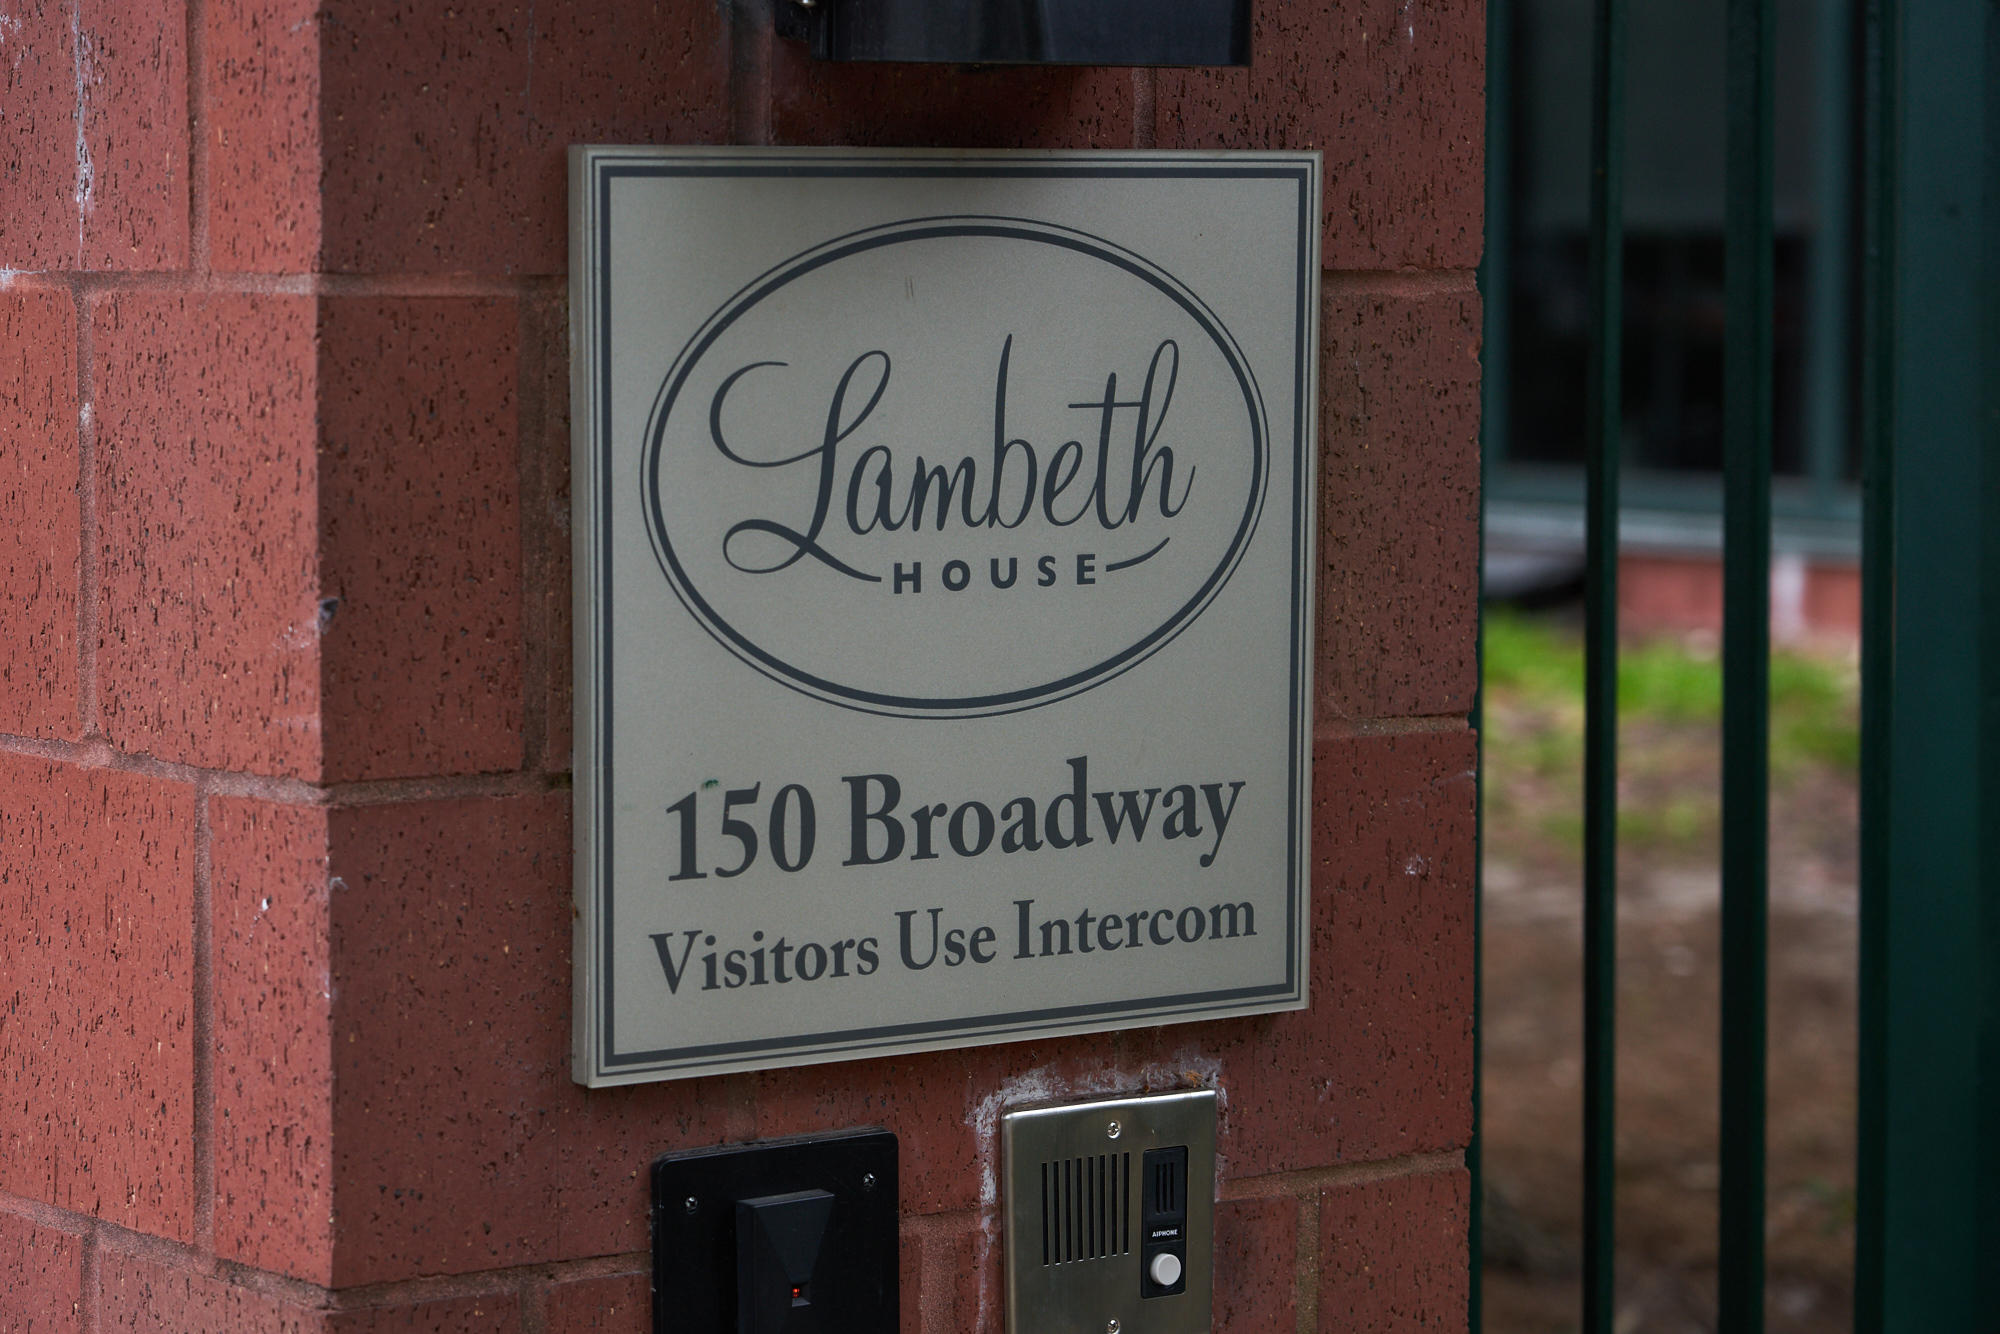 Lambeth
HOUSE
150 Broadway
Visitors Use Intercom
AIPHONE